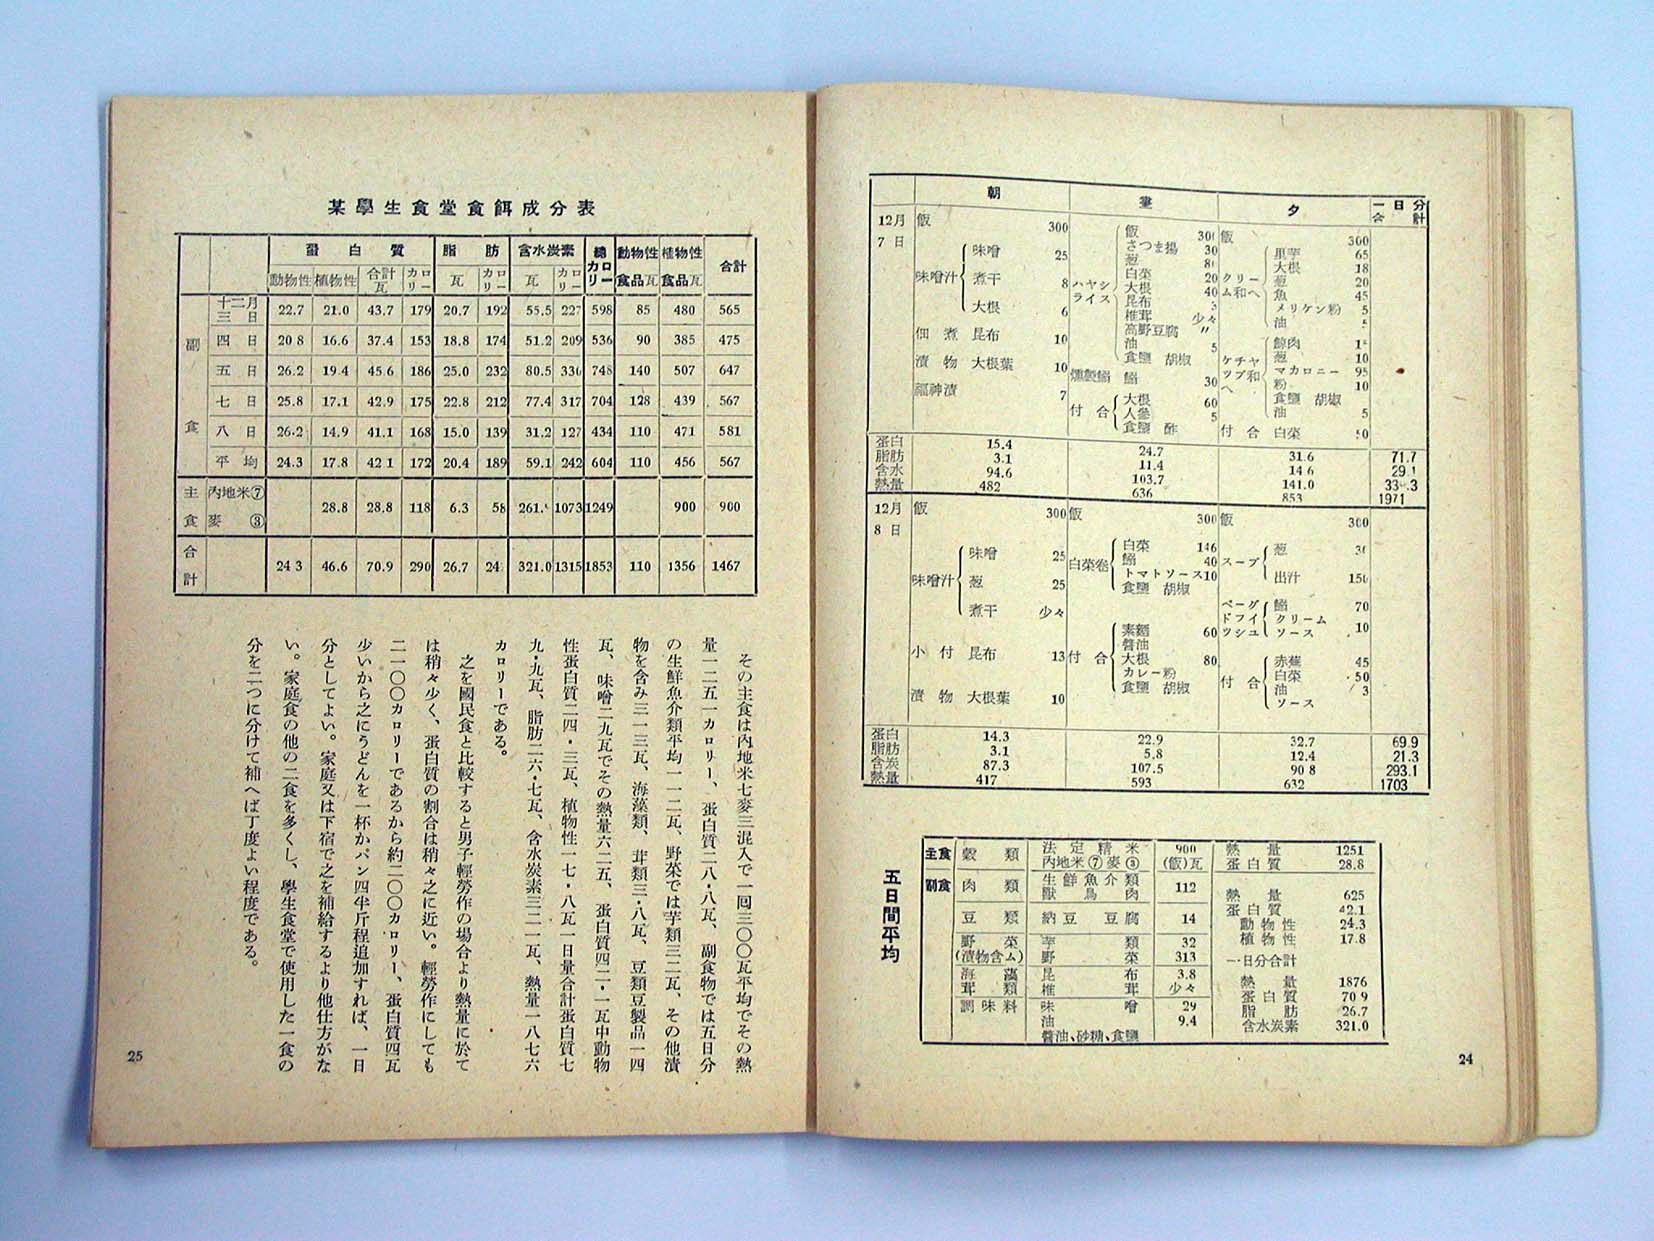 朝 晝 夕 一日分合計
12月7日
飯 300
味噌汁 味噌 25
煮干 8
大根 6
佃煮 昆布 10
漬物 大根葉 10
福神漬 7
飯 300
ハヤシライス さつま揚 30
葱 80
白菜 20
大根 40
昆布 3
椎茸 少々
高野豆腐 〃
油 5
食鹽 胡椒
燻製鰯 鰯 30
付合 大根 60
人參 5
食鹽 酢
飯 300
クリーム和へ 里芋 65
大根 18
葱 20
魚 45
メリケン粉 5
油 5
ケチャップ和へ 鯨肉
葱 10
マカロニー 95
粉 10
食鹽 胡椒
油 5
付合 白菜 50
蛋白 15.4 24.7 31.6 71.7
脂肪 3.1 11.4 14.6 29.1
含水 94.6 103.7 141.0
熱量 482 636 853 1971
12月8日
飯 300
味噌汁 味噌 25
葱 25
煮干 少々
小付 昆布 13
漬物 大根葉 10
飯 300
白菜卷 白菜 146
鰯 40
トマトソース 10
食鹽 胡椒
付合 素麵 60
醬油
大根 80
カレー粉
食鹽 胡椒
飯 300
スープ 葱
出汁 150
ベーグドフイツシユ 鰯 70
クリームソース 10
付合 赤蕪 45
白菜 50
油 3
ソース
蛋白 14.3 22.9 32.7 69.9
脂肪 3.1 5.8 12.4 21.3
含炭 87.3 107.5 90.8 293.1
熱量 417 593 632 1703
五日間平均
主食 穀類 法定精米 內地米⑦麥③ 900 (飯)瓦
熱量 1251
蛋白質 28.8
副食 肉類 生鮮魚介類 獸鳥肉 112
豆類 納豆 豆腐 14
野菜(漬物含ム) 芋類 32
野菜 313
海藻 昆布 3.8
茸類 椎茸 少々
調味料 味噌 29
油 9.4
醬油、砂糖、食鹽
熱量 625
蛋白質 42.1
動物性 24.3
植物性 17.8
一日分合計
熱量 1876
蛋白質 70.9
脂肪 26.7
含水炭素 321.0
24
某學生食堂食餌成分表
蛋白質 脂肪 含水炭素 總カロリー 動物性食品瓦 植物性食品瓦 合計
動物性 植物性 合計瓦 カロリー 瓦 カロリー 瓦 カロリー
副食
十二月三日 22.7 21.0 43.7 179 20.7 192 55.5 227 598 85 480 565
四日 20.8 16.6 37.4 153 18.8 174 51.2 209 536 90 385 475
五日 26.2 19.4 45.6 186 25.0 232 80.5 330 748 140 507 647
七日 25.8 17.1 42.9 175 22.8 212 77.4 317 704 128 439 567
八日 26.2 14.9 41.1 168 15.0 139 31.2 127 434 110 471 581
平均 24.3 17.8 42.1 172 20.4 189 59.1 242 604 110 456 567
主食 內地米⑦麥③ 28.8 28.8 118 6.3 58 1073 1249 900 900
合計 24.3 46.6 70.9 290 26.7 321.0 1315 1853 110 1356 1467
その主食は內地米七麥三混入で一囘三〇〇瓦平均でその熱
量一二五一カロリー、蛋白質二八・八瓦、副食物では五日分
の生鮮魚介類平均一一二瓦、野菜では芋類三二瓦、その他漬
物を含み三一三瓦、海藻類、茸類三・八瓦、豆類豆製品一四
瓦、味噌二九瓦でその熱量六二五、蛋白質四二・一瓦中動物
性蛋白質二四・三瓦、植物性一七・八瓦一日量合計蛋白質七
九・九瓦、脂肪二六・七瓦、含水炭素三二一瓦、熱量一八七六
カロリーである。
之を國民食と比較すると男子輕勞作の場合より熱量に於て
は稍々少く、蛋白質の割合は稍々之に近い。輕勞作にしても
二一〇〇カロリーであるから約二〇〇カロリー、蛋白質四瓦
少いから之にうどんを一杯かパン四半斤程追加すれば、一日
分としてよい。家庭又は下宿で之を補給するより他仕方がな
い。家庭食の他の二食を多くし、學生食堂で使用した一食の
分を二つに分けて補へば丁度よい程度である。
25